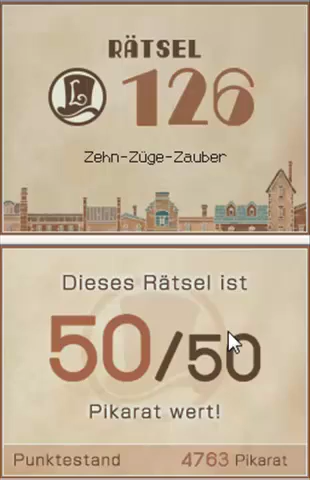 RÄTSEL
126
Zehn-Züge-Zauber
Dieses Rätsel ist
50/50
Pikarat wert!
Punktestand 4763 Pikarat